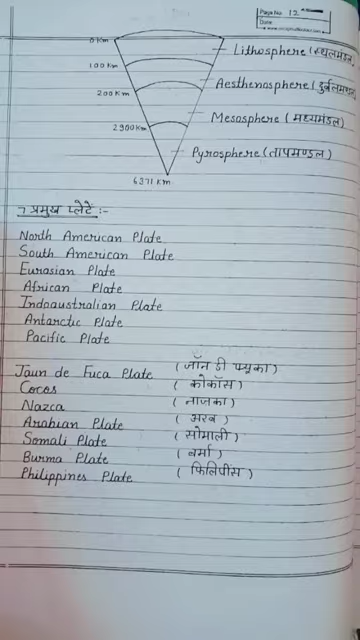 Page No. 12
Date
0 Km
Lithosphere (स्थलमंडल
100 Km
Aesthenosphere (दुर्बलमण्डल
200 Km
Mesosphere (मध्यमंडल)
2900 Km
Pyrosphere (तापमण्डल)
6371 Km
7 प्रमुख प्लेटें :-
North American Plate
South American Plate
Eurasian Plate
African Plate
Indoaustralian Plate
Antarctic Plate
Pacific Plate
Jaun de Fuca Plate (जॉन डी फ्यूका)
Cocos (कोकॉस)
Nazca (नाजका)
Arabian Plate (अरब)
Somali Plate (सोमाली)
Burma Plate (बर्मा)
Philippines Plate (फिलिपींस)